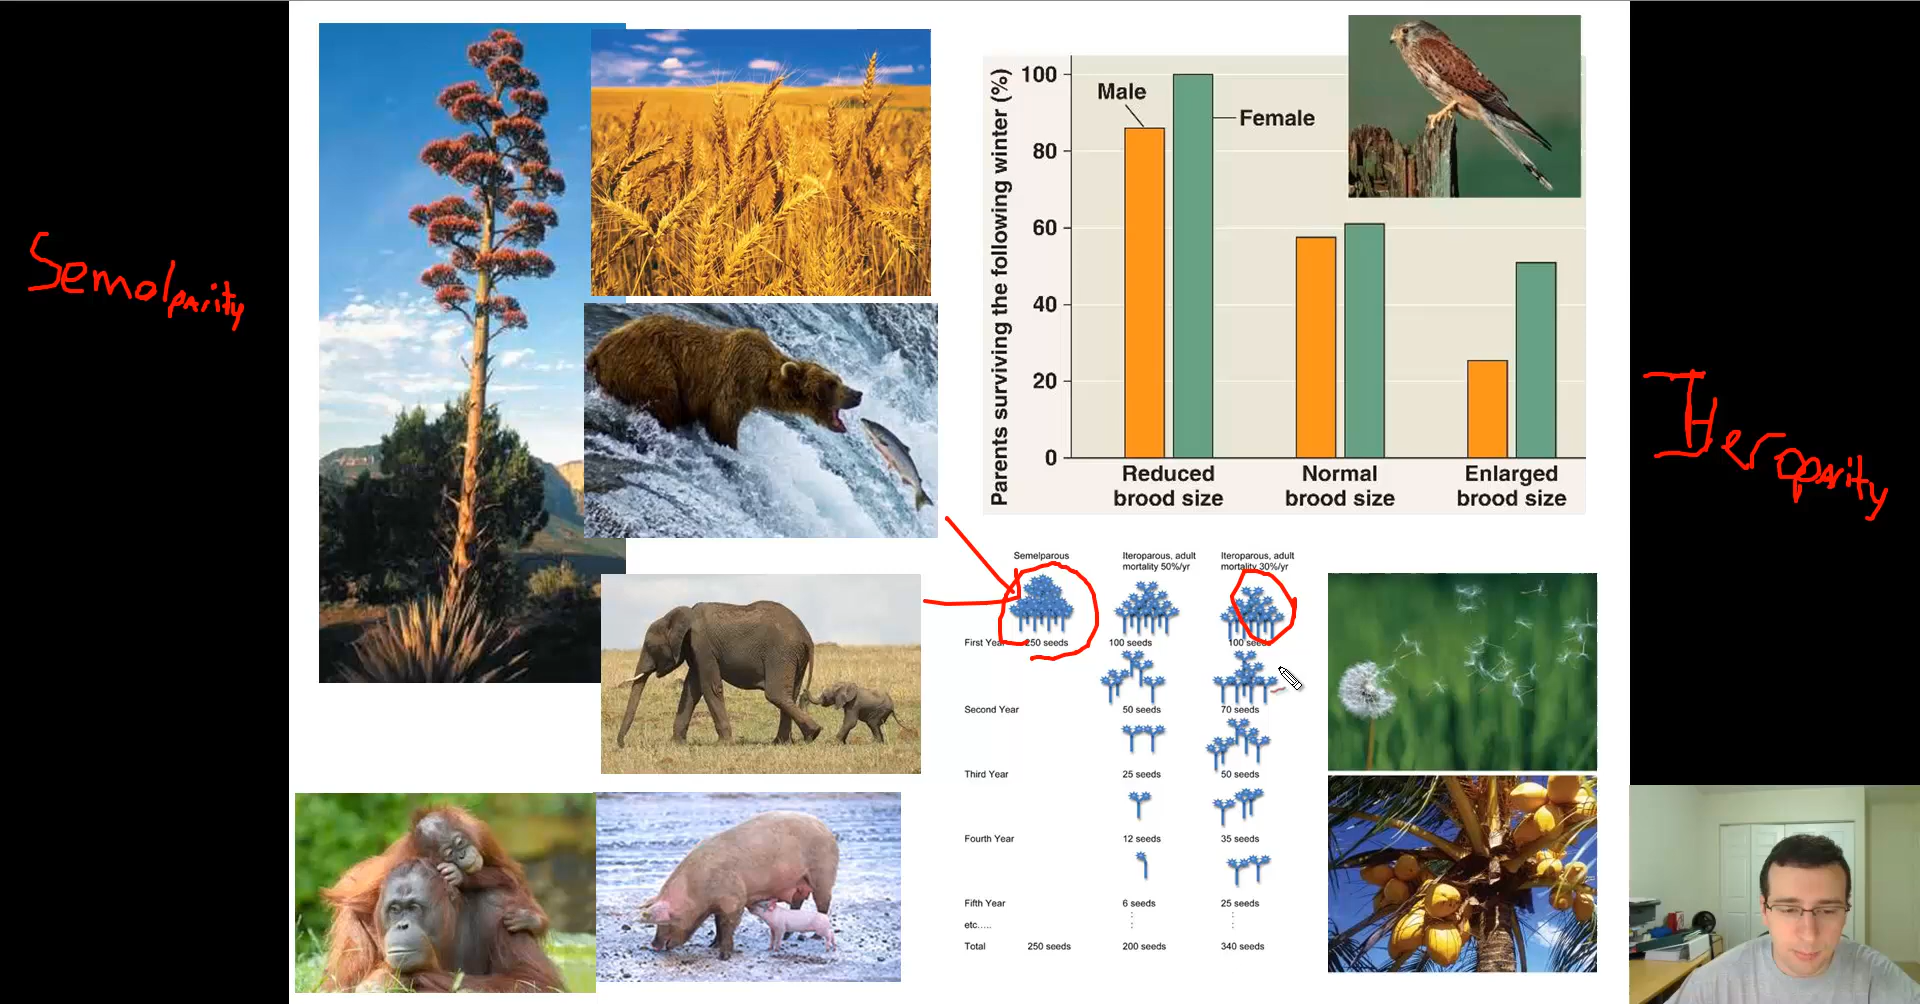 Semelparity
Iteroparity
Parents surviving the following winter (%)
100
80
60
40
20
0
Male
Female
Reduced brood size
Normal brood size
Enlarged brood size
Semelparous
Iteroparous, adult mortality 50%/yr
Iteroparous, adult mortality 30%/yr
First Year 250 seeds 100 seeds 100 seeds
Second Year 50 seeds 70 seeds
Third Year 25 seeds 50 seeds
Fourth Year 12 seeds 35 seeds
Fifth Year 6 seeds 25 seeds
etc.....
Total 250 seeds 200 seeds 340 seeds